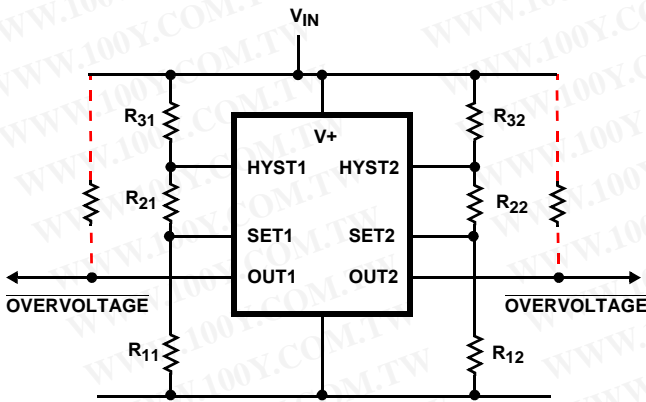 VIN
R31
R32
V+
HYST1
HYST2
R21
R22
SET1
SET2
OUT1
OUT2
OVERVOLTAGE
OVERVOLTAGE
R11
R12
WWW.100Y.COM.TW